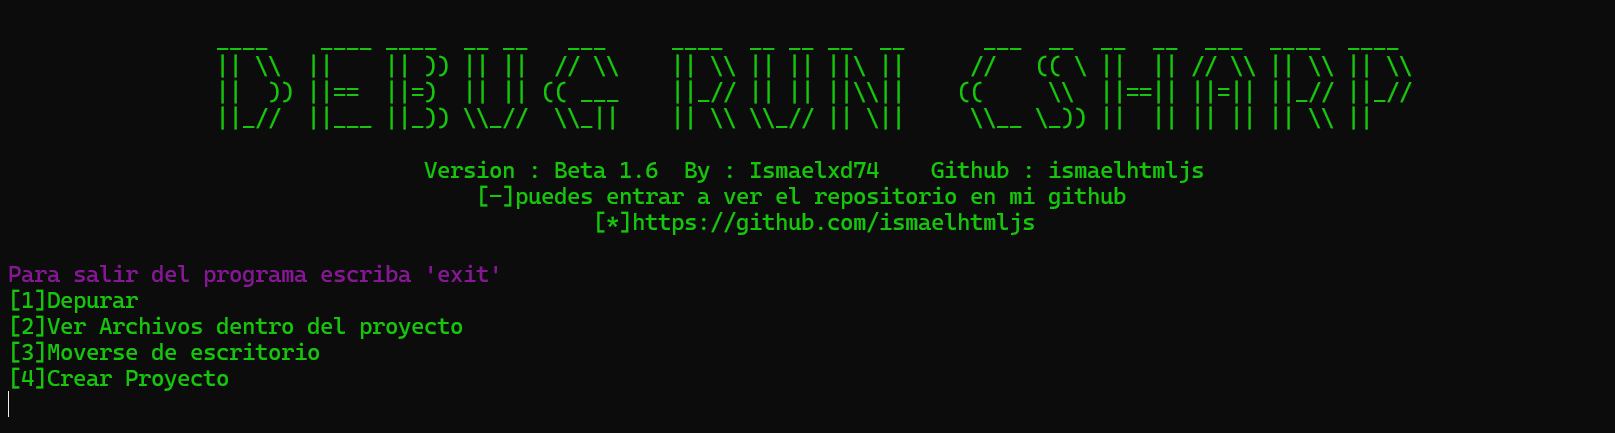 DEBUG RUN CSHARP
Version : Beta 1.6  By : Ismaelxd74    Github : ismaelhtmljs
[-]puedes entrar a ver el repositorio en mi github
[*]https://github.com/ismaelhtmljs
Para salir del programa escriba 'exit'
[1]Depurar
[2]Ver Archivos dentro del proyecto
[3]Moverse de escritorio
[4]Crear Proyecto